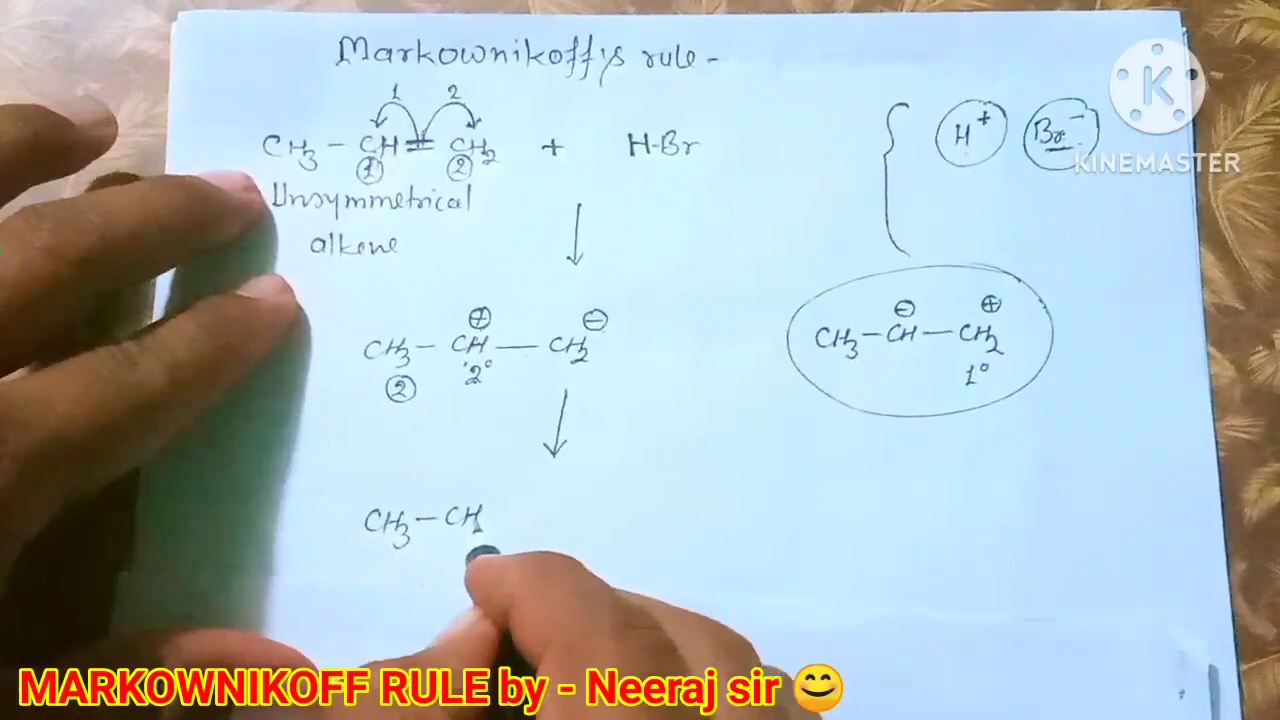 Markownikoff's rule -
1 2
CH3 - CH = CH2 + H-Br
① ②
Unsymmetrical
alkene
H+ Br-
KINEMASTER
K
⊕ ⊖
CH3 - CH — CH2
② 2°
⊖ ⊕
CH3 - CH — CH2
1°
CH3 - CH
MARKOWNIKOFF RULE by - Neeraj sir 😊